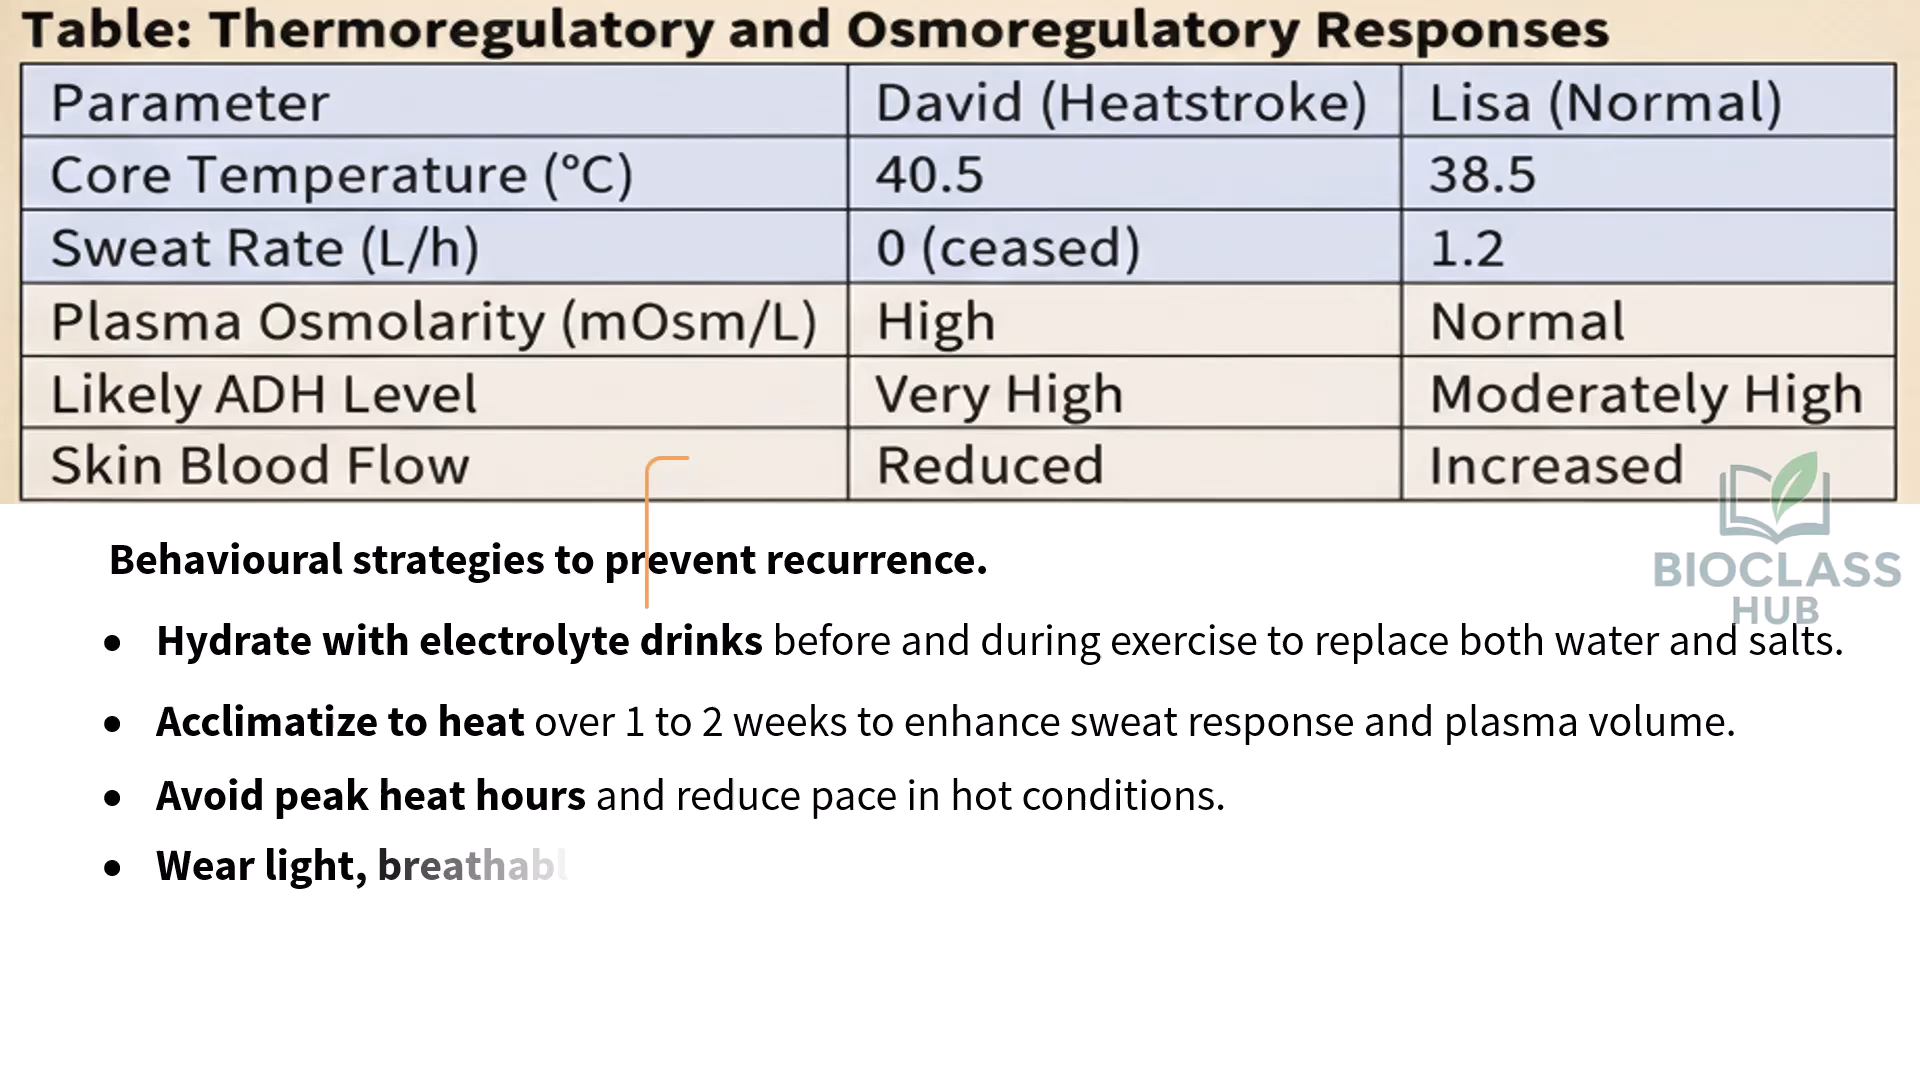 Table: Thermoregulatory and Osmoregulatory Responses
Parameter David (Heatstroke) Lisa (Normal)
Core Temperature (°C) 40.5 38.5
Sweat Rate (L/h) 0 (ceased) 1.2
Plasma Osmolarity (mOsm/L) High Normal
Likely ADH Level Very High Moderately High
Skin Blood Flow Reduced Increased
BIOCLASS
HUB
Behavioural strategies to prevent recurrence.
• Hydrate with electrolyte drinks before and during exercise to replace both water and salts.
• Acclimatize to heat over 1 to 2 weeks to enhance sweat response and plasma volume.
• Avoid peak heat hours and reduce pace in hot conditions.
• Wear light, breathabl